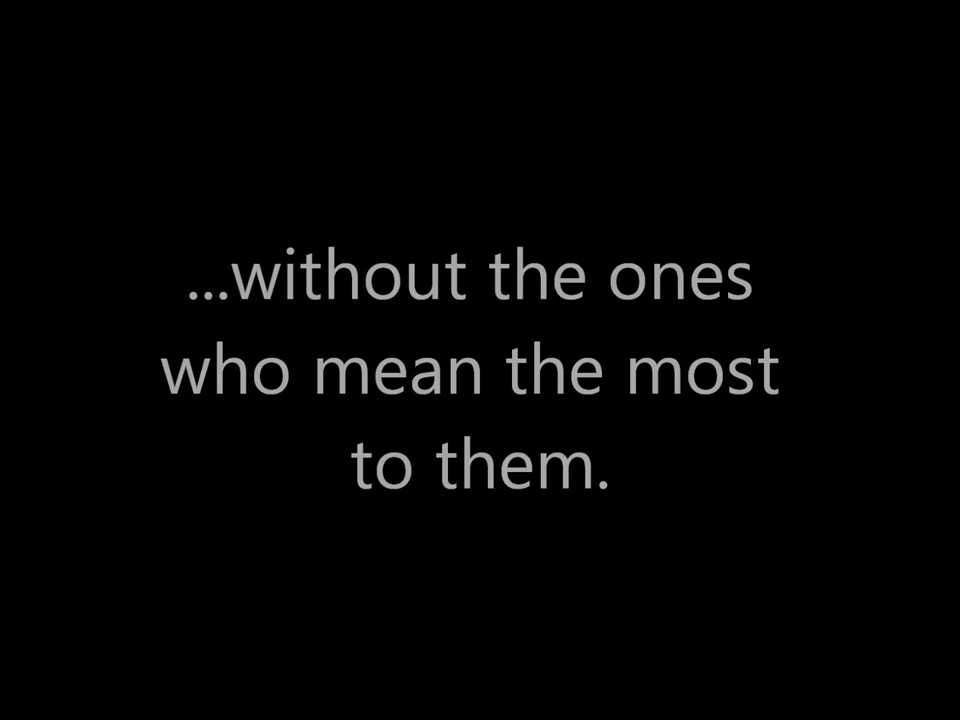 ...without the ones
who mean the most
to them.